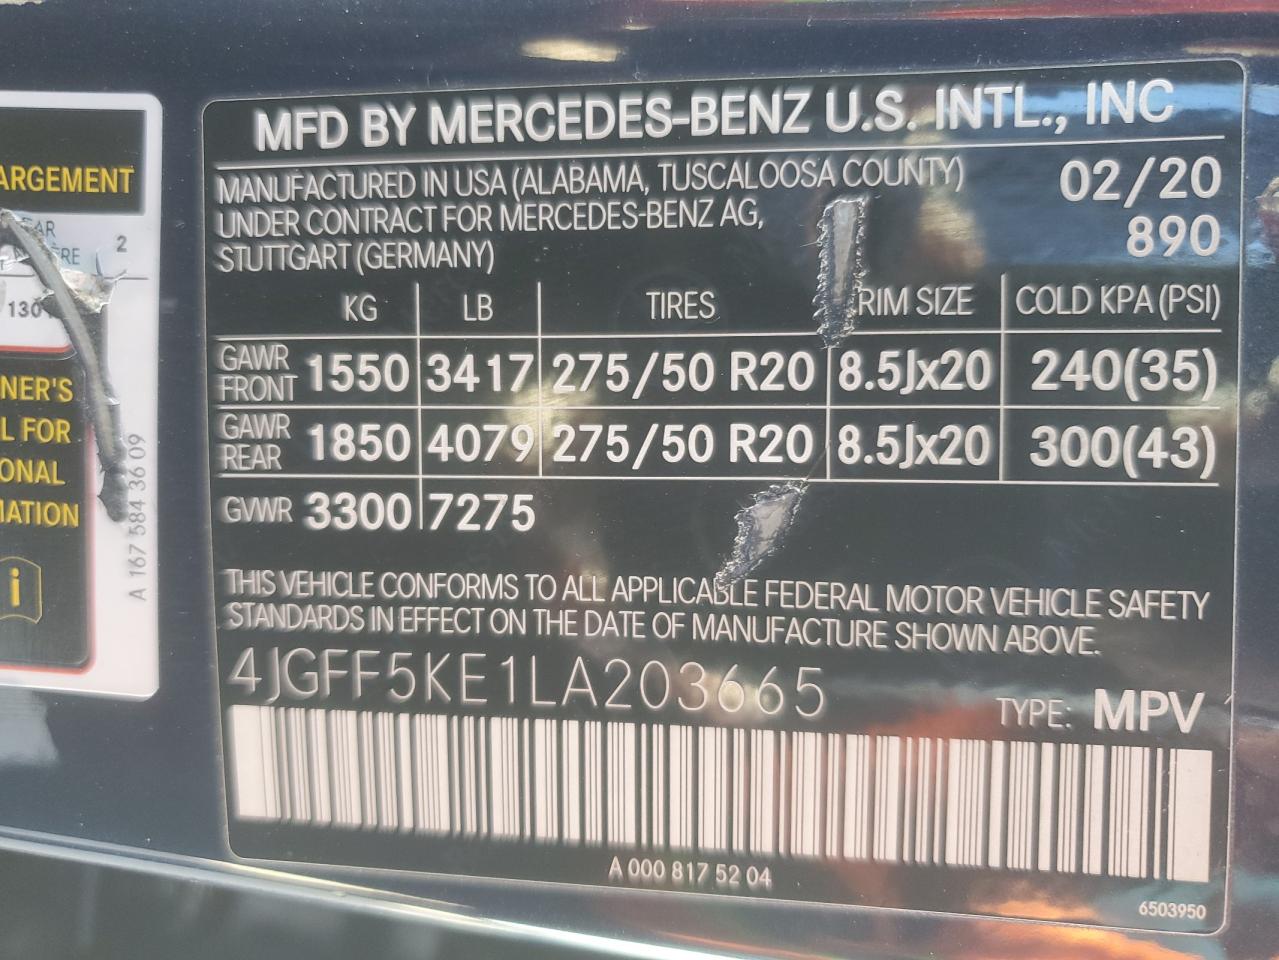 ARGEMENT
2
130
NER'S
L FOR
ONAL
MATION
i
A 167 584 36 09
MFD BY MERCEDES-BENZ U.S. INTL., INC
MANUFACTURED IN USA (ALABAMA, TUSCALOOSA COUNTY) 02/20
UNDER CONTRACT FOR MERCEDES-BENZ AG, 890
STUTTGART (GERMANY)
KG LB TIRES RIM SIZE COLD KPA (PSI)
GAWR FRONT 1550 3417 275/50 R20 8.5Jx20 240(35)
GAWR REAR 1850 4079 275/50 R20 8.5Jx20 300(43)
GVWR 3300 7275
THIS VEHICLE CONFORMS TO ALL APPLICABLE FEDERAL MOTOR VEHICLE SAFETY
STANDARDS IN EFFECT ON THE DATE OF MANUFACTURE SHOWN ABOVE.
4JGFF5KE1LA203665
TYPE: MPV
A 000 817 52 04
6503950